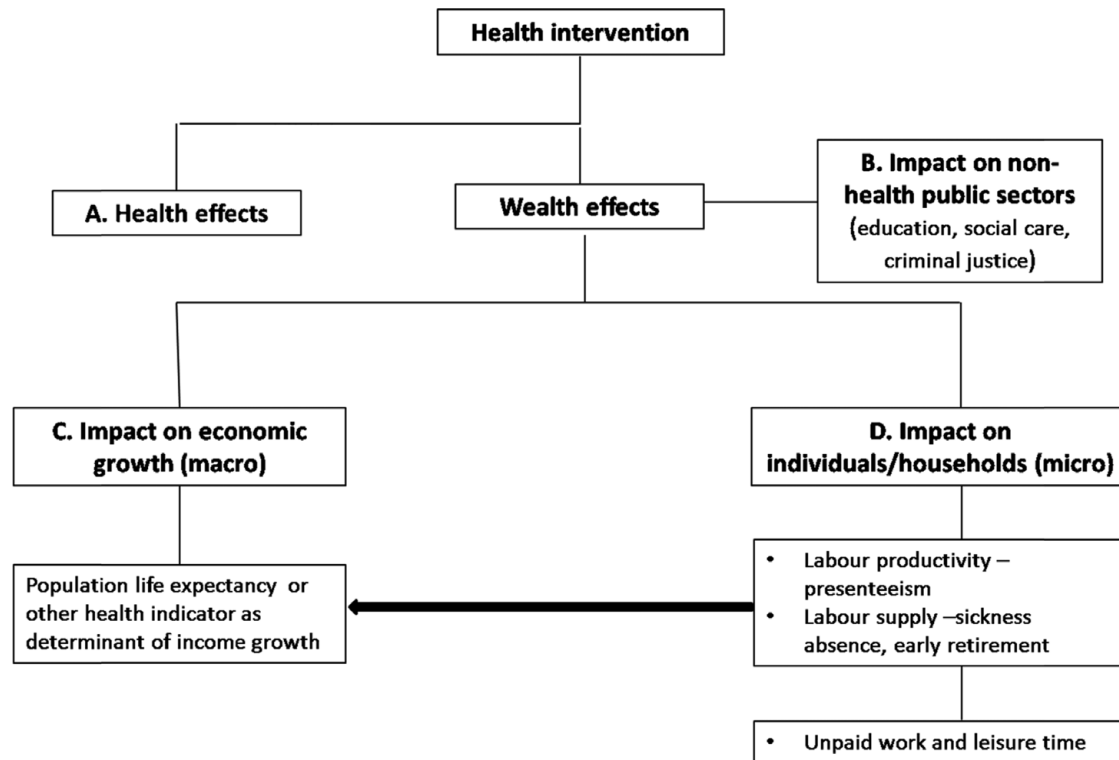 Health intervention
A. Health effects
Wealth effects
B. Impact on non-
health public sectors
(education, social care,
criminal justice)
C. Impact on economic
growth (macro)
D. Impact on
individuals/households (micro)
Population life expectancy or
other health indicator as
determinant of income growth
• Labour productivity –
presenteeism
• Labour supply –sickness
absence, early retirement
• Unpaid work and leisure time